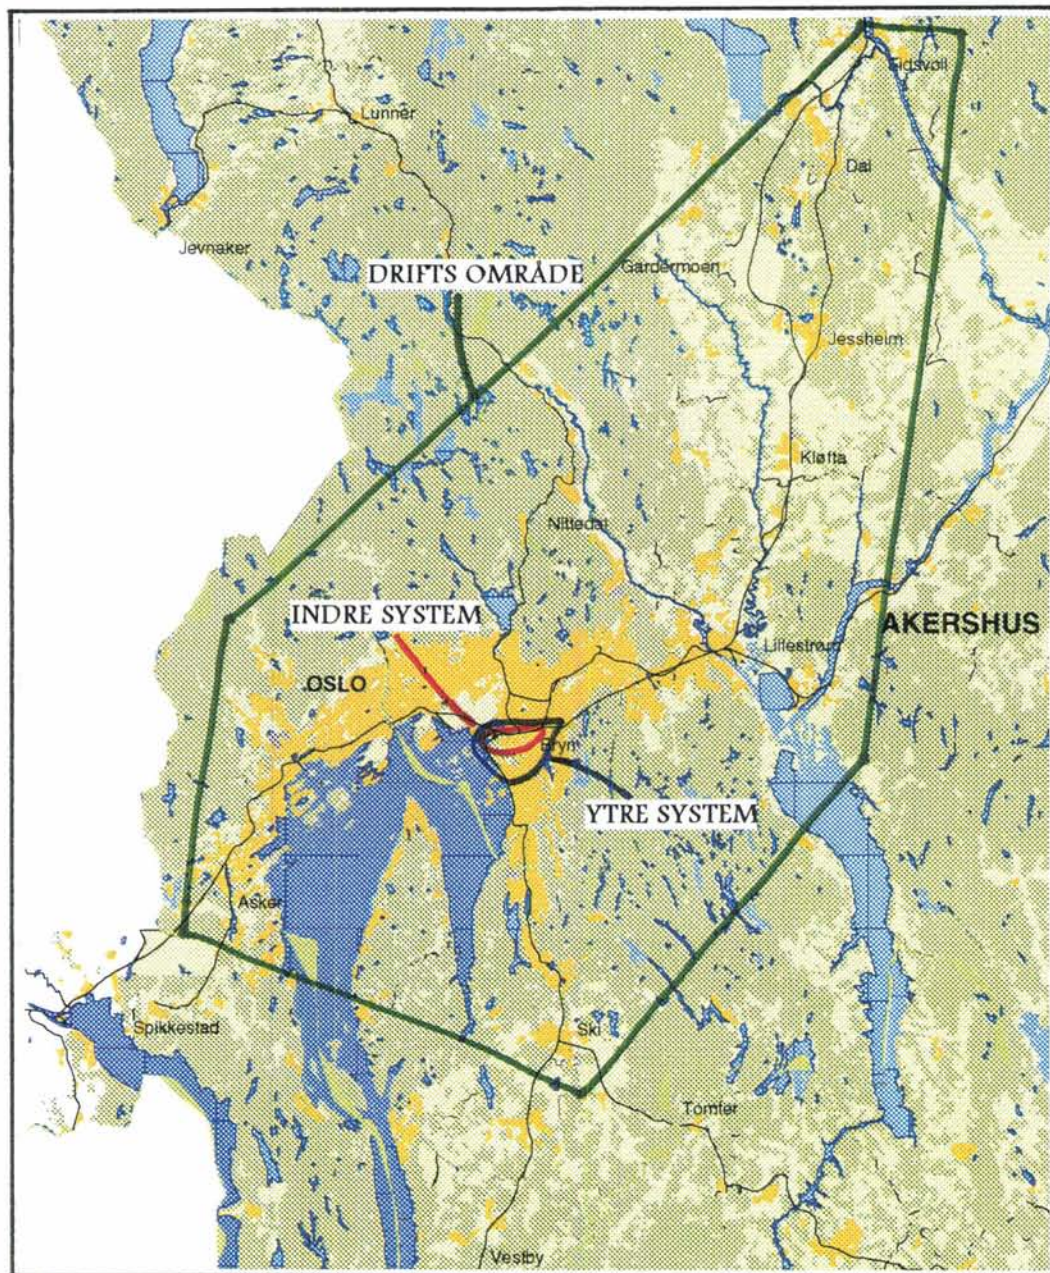 Eidsvoll
Lunner
Dal
Jevnaker
DRIFTS OMRÅDE
Gardermoen
Jessheim
Kløfta
Nittedal
INDRE SYSTEM
AKERSHUS
Lillestrøm
OSLO
Bryn
YTRE SYSTEM
Asker
Spikkestad
Ski
Tomter
Vestby